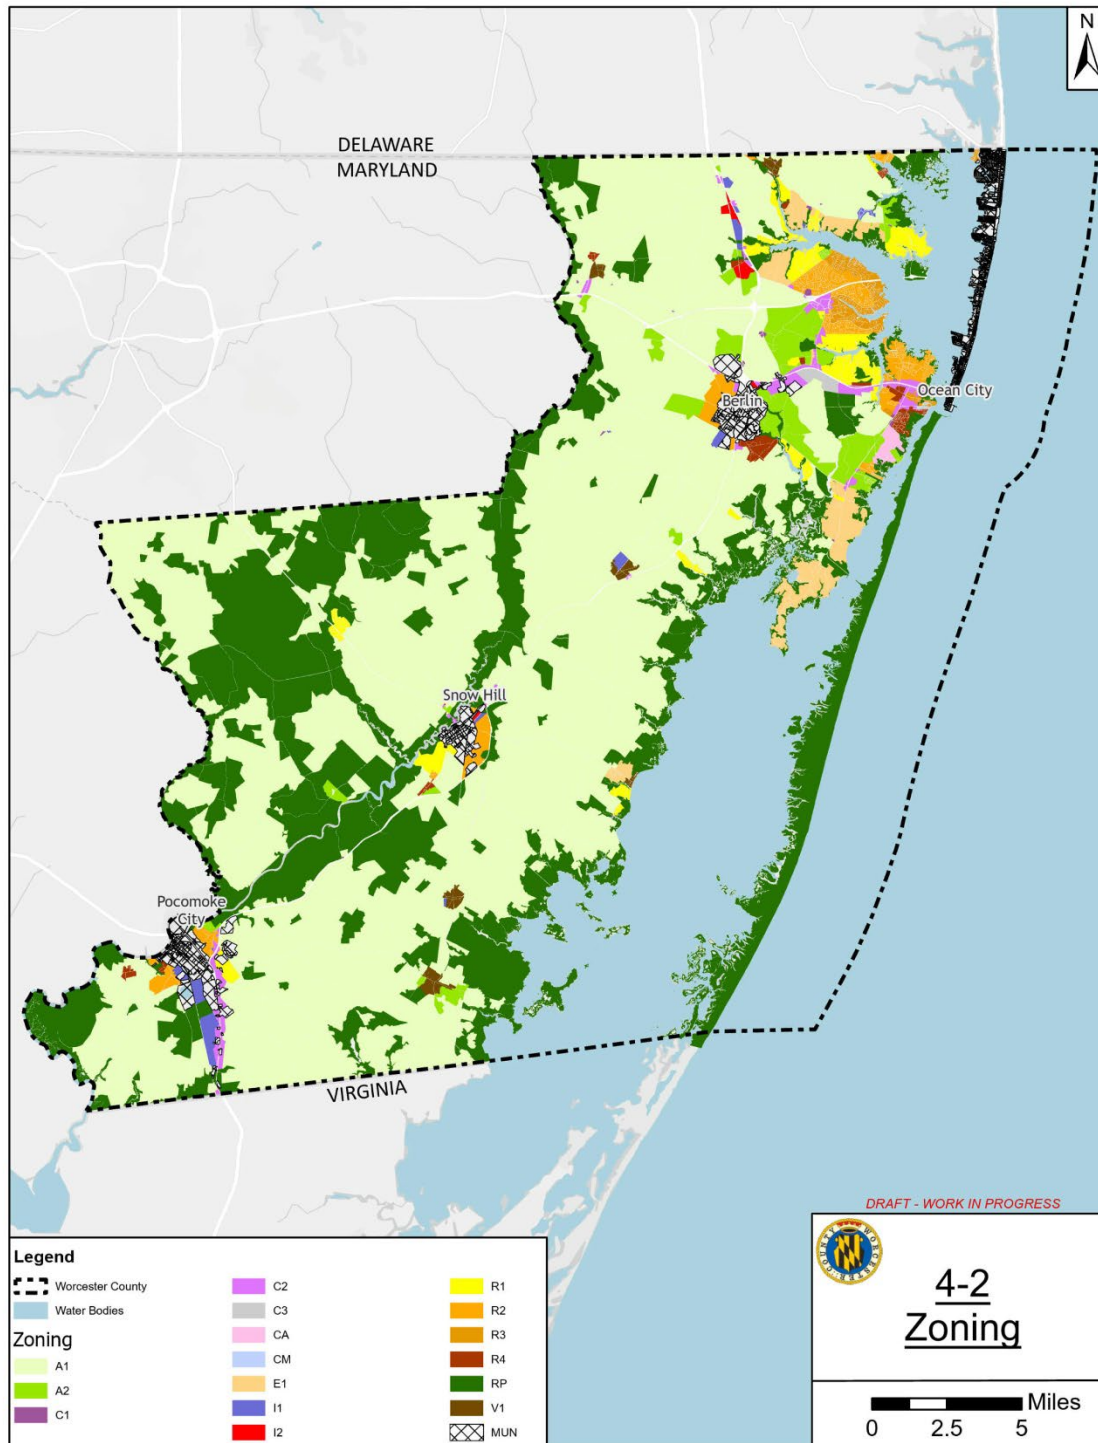 N
DELAWARE
MARYLAND
Ocean City
Berlin
Snow Hill
Pocomoke
City
VIRGINIA
DRAFT - WORK IN PROGRESS
Legend
Worcester County
Water Bodies
Zoning
A1
A2
C1
C2
C3
CA
CM
E1
I1
I2
R1
R2
R3
R4
RP
V1
MUN
WORCESTER COUNTY
4-2
Zoning
Miles
0 2.5 5